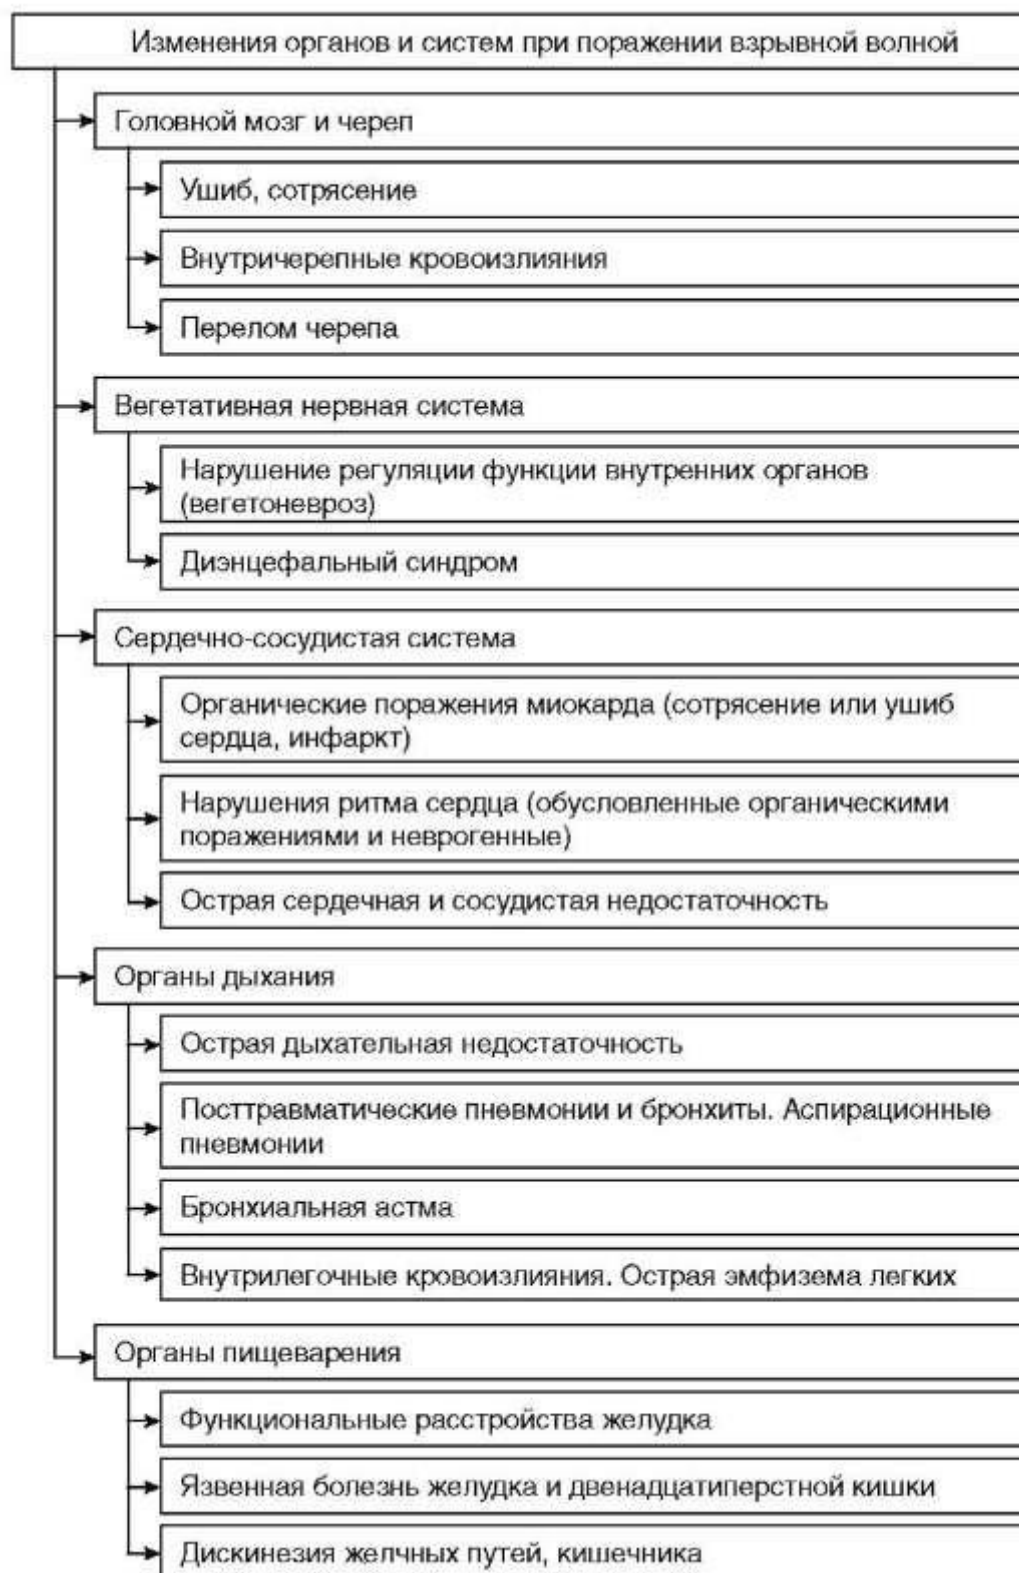 Изменения органов и систем при поражении взрывной волной
Головной мозг и череп
Ушиб, сотрясение
Внутричерепные кровоизлияния
Перелом черепа
Вегетативная нервная система
Нарушение регуляции функции внутренних органов
(вегетоневроз)
Диэнцефальный синдром
Сердечно-сосудистая система
Органические поражения миокарда (сотрясение или ушиб
сердца, инфаркт)
Нарушения ритма сердца (обусловленные органическими
поражениями и неврогенные)
Острая сердечная и сосудистая недостаточность
Органы дыхания
Острая дыхательная недостаточность
Посттравматические пневмонии и бронхиты. Аспирационные
пневмонии
Бронхиальная астма
Внутрилегочные кровоизлияния. Острая эмфизема легких
Органы пищеварения
Функциональные расстройства желудка
Язвенная болезнь желудка и двенадцатиперстной кишки
Дискинезия желчных путей, кишечника